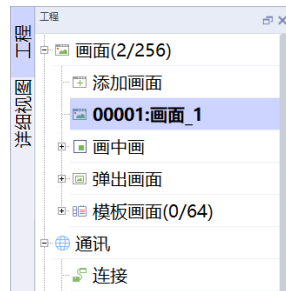 工程
工程
画面(2/256)
添加画面
00001:画面_1
画中画
弹出画面
模板画面(0/64)
通讯
连接
详细视图